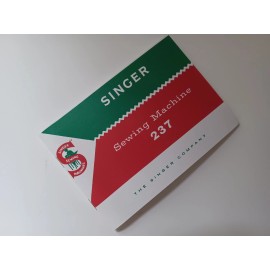 SINGER
Sewing Machine
237
THE SINGER COMPANY